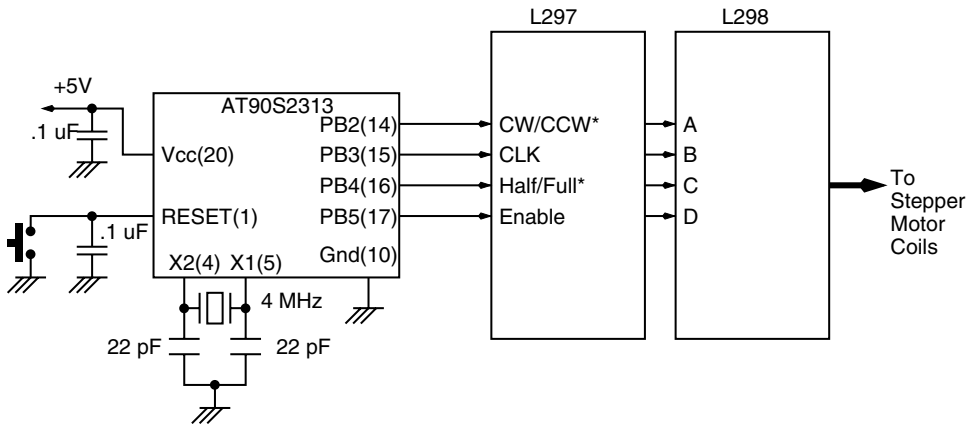 L297
L298
+5V
AT90S2313
.1 uF
PB2(14)
CW/CCW*
A
Vcc(20)
PB3(15)
CLK
B
PB4(16)
Half/Full*
C
To
Stepper
Motor
Coils
RESET(1)
PB5(17)
Enable
D
.1 uF
X2(4)
X1(5)
Gnd(10)
4 MHz
22 pF
22 pF